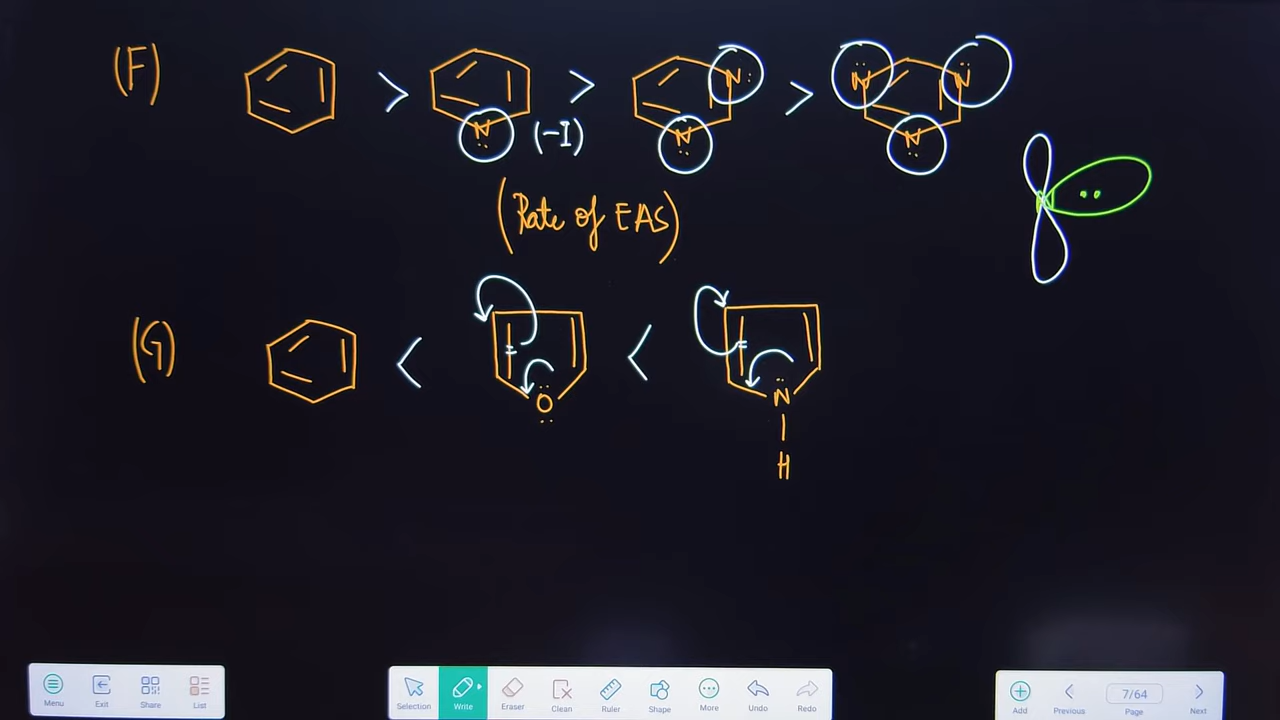 (F) > N (-I) > N N > N N N
N
(Rate of EAS)
(G) < O < N
H
Menu Exit Share List Selection Write Eraser Clean Ruler Shape More Undo Redo Add Previous 7/64 Page Next